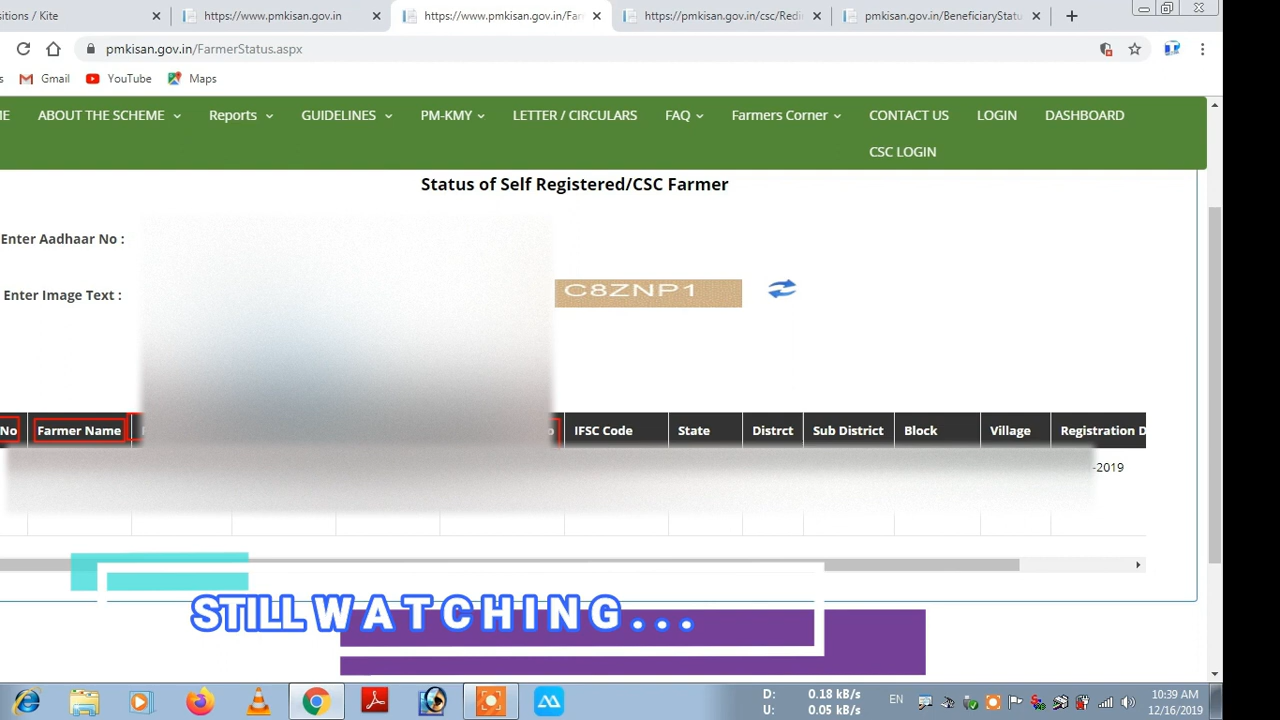 sitions / Kite
https://www.pmkisan.gov.in
https://www.pmkisan.gov.in/Far
https://pmkisan.gov.in/csc/Redi
pmkisan.gov.in/BeneficiaryStatu
pmkisan.gov.in/FarmerStatus.aspx
s
Gmail
YouTube
Maps
ME
ABOUT THE SCHEME
Reports
GUIDELINES
PM-KMY
LETTER / CIRCULARS
FAQ
Farmers Corner
CONTACT US
LOGIN
DASHBOARD
CSC LOGIN
Status of Self Registered/CSC Farmer
Enter Aadhaar No :
Enter Image Text :
C8ZNP1
No
Farmer Name
IFSC Code
State
Distrct
Sub District
Block
Village
Registration D
-2019
STILL WATCHING...
D: 0.18 kB/s
U: 0.05 kB/s
EN
10:39 AM
12/16/2019